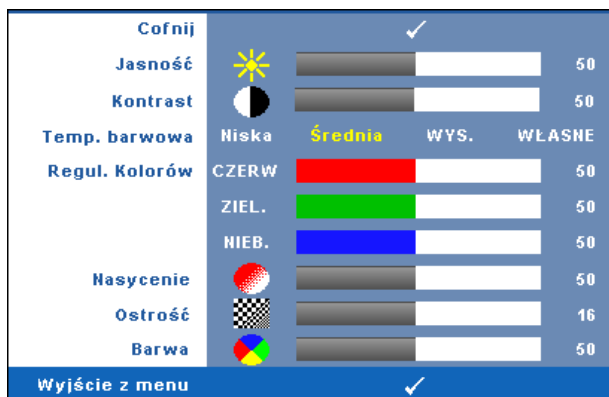 Cofnij
Jasność 50
Kontrast 50
Temp. barwowa Niska Średnia WYS. WŁASNE
Regul. Kolorów CZERW 50
ZIEL. 50
NIEB. 50
Nasycenie 50
Ostrość 16
Barwa 50
Wyjście z menu